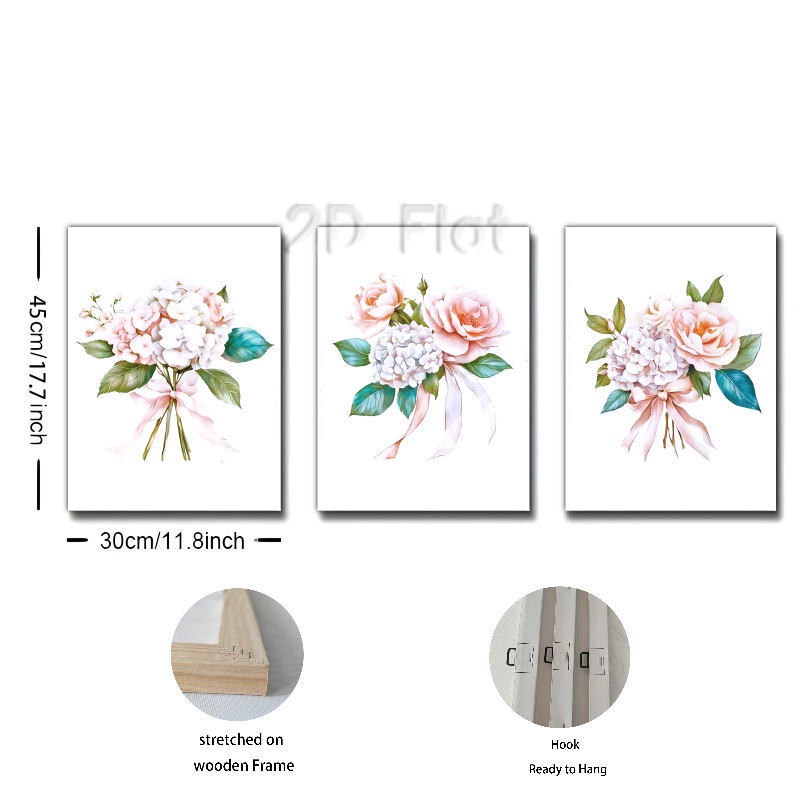 2D Flat
45cm/17.7inch
30cm/11.8inch
stretched on
wooden Frame
Hook
Ready to Hang